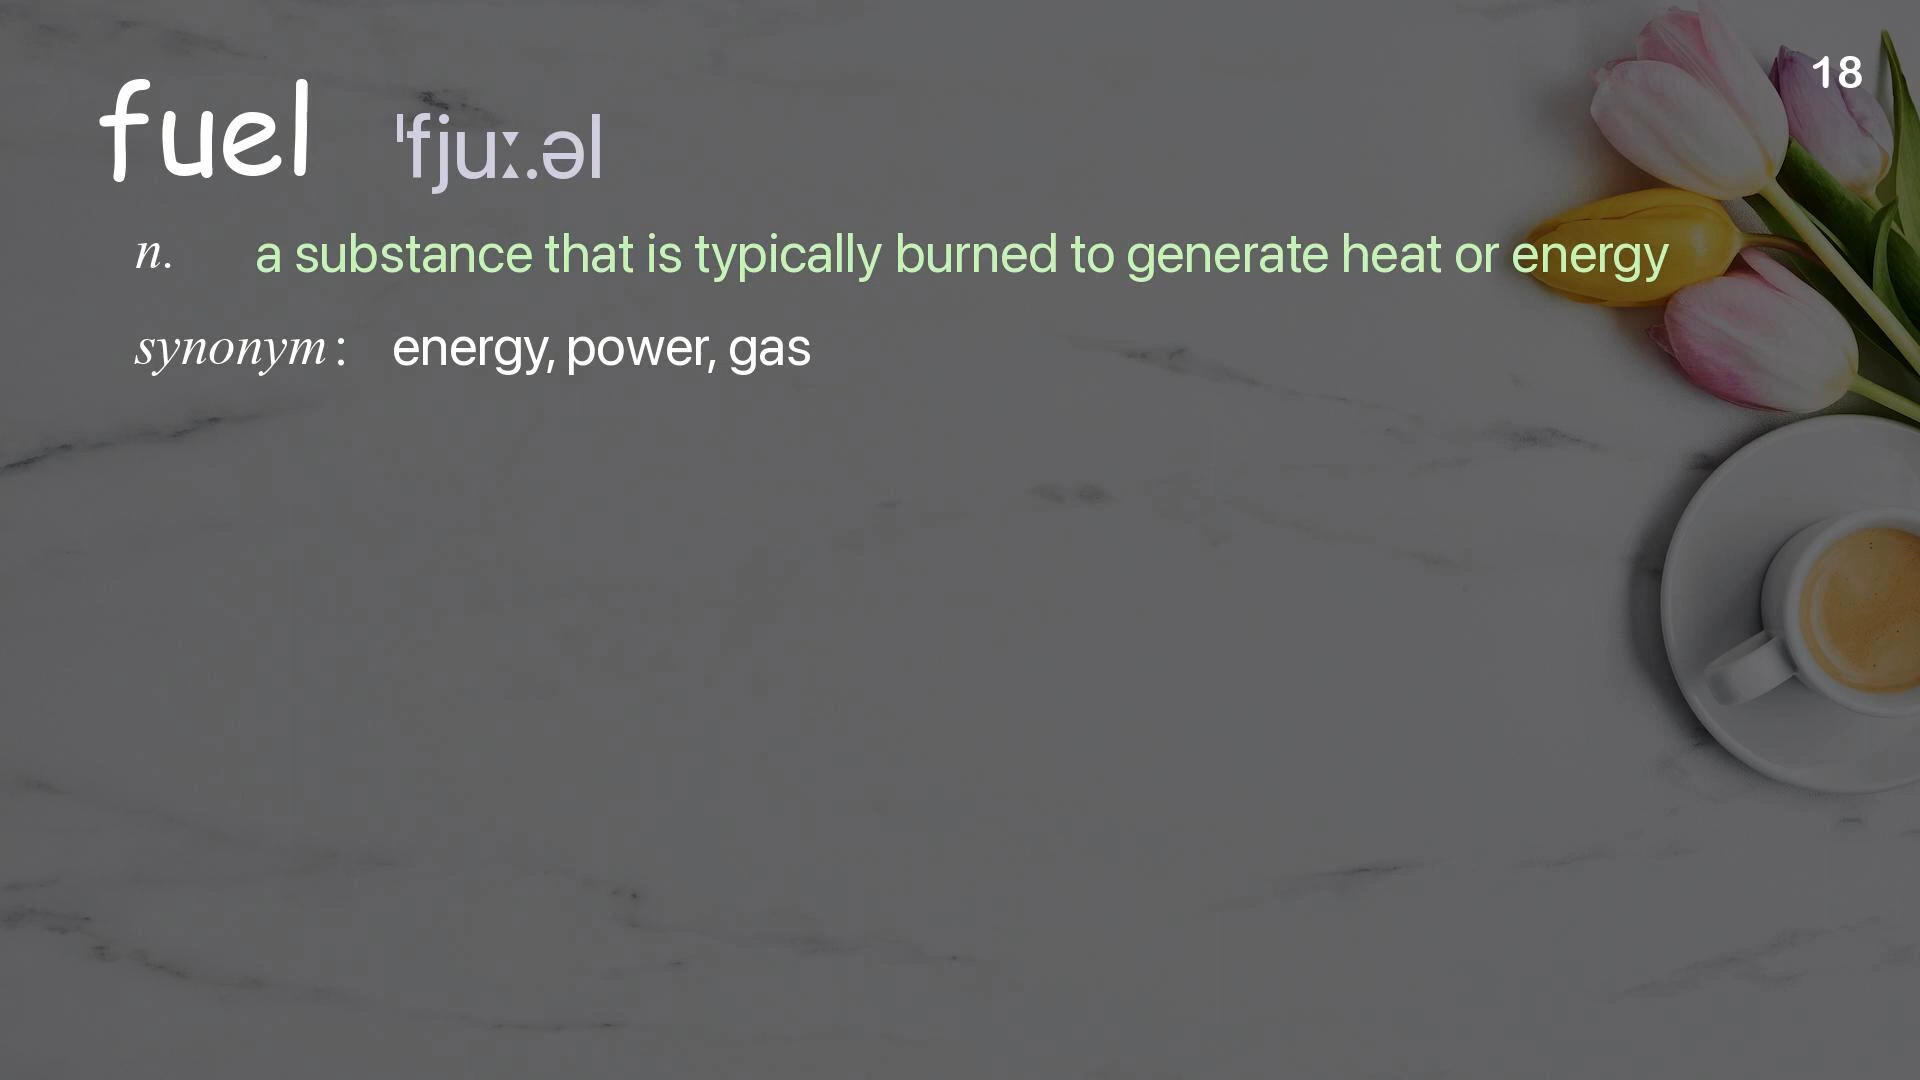 18
fuel ˈfjuː.əl
n. a substance that is typically burned to generate heat or energy
synonym : energy, power, gas